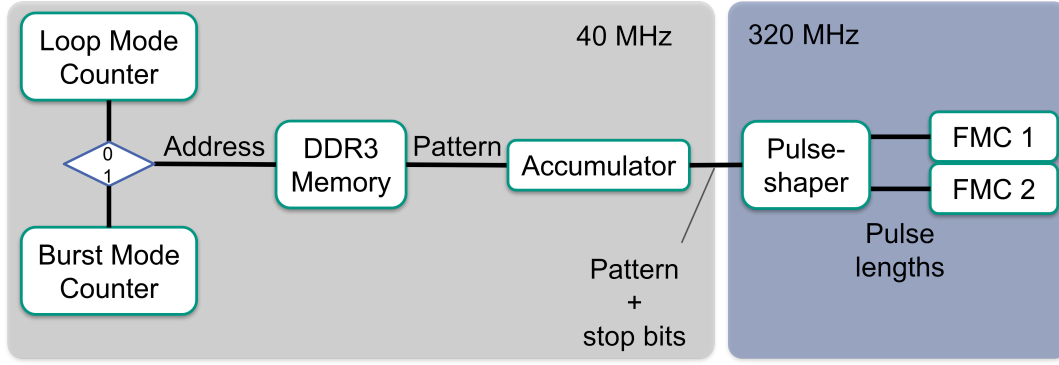 Loop Mode
Counter
40 MHz
320 MHz
0
1
Address
DDR3
Memory
Pattern
Accumulator
Pulse-
shaper
FMC 1
FMC 2
Burst Mode
Counter
Pattern
+
stop bits
Pulse
lengths